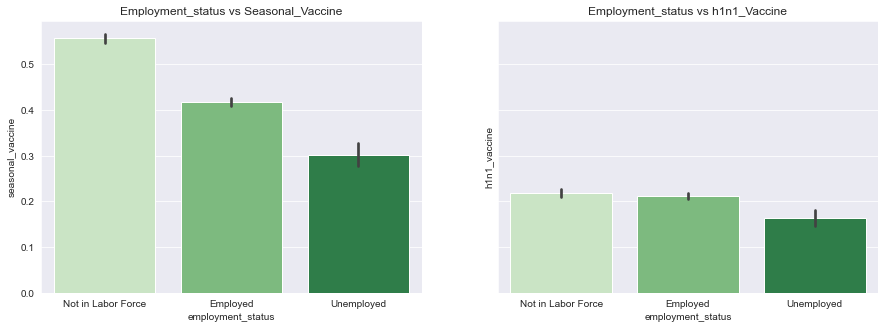 Employment_status vs Seasonal_Vaccine
seasonal_vaccine
0.5
0.4
0.3
0.2
0.1
0.0
Not in Labor Force Employed Unemployed
employment_status
Employment_status vs h1n1_Vaccine
h1n1_vaccine
Not in Labor Force Employed Unemployed
employment_status